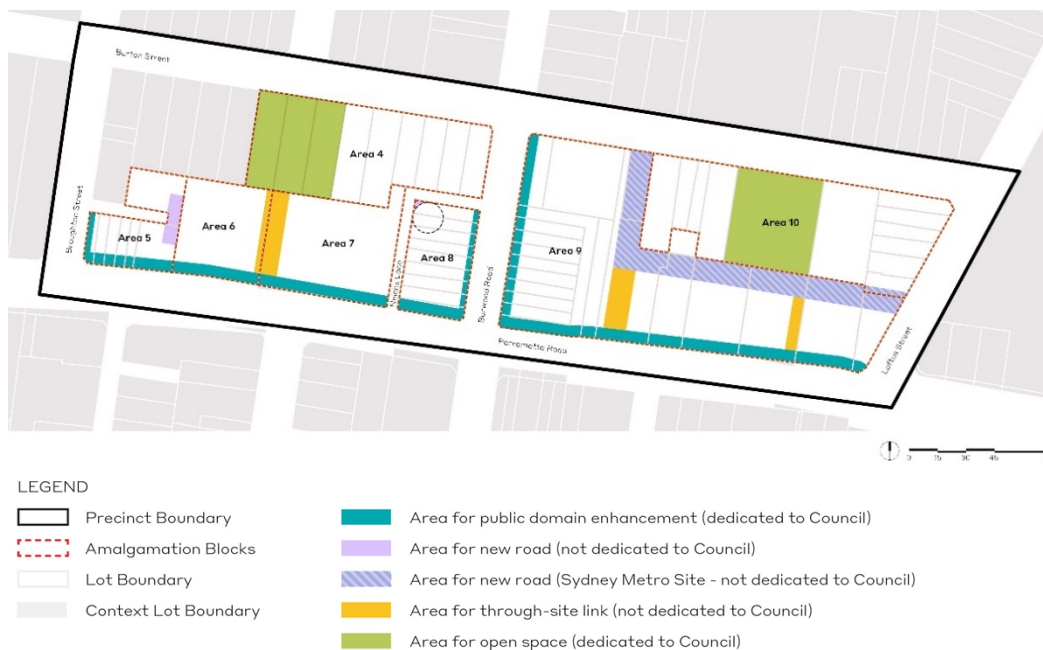 Burton Street
Area 4
Area 10
Broughton Street
Area 5
Area 6
Area 7
Area 8
Area 9
Lane
Burwood Road
Parramatta Road
Loftus Street
0 15 30 45
LEGEND
Precinct Boundary
Amalgamation Blocks
Lot Boundary
Context Lot Boundary
Area for public domain enhancement (dedicated to Council)
Area for new road (not dedicated to Council)
Area for new road (Sydney Metro Site - not dedicated to Council)
Area for through-site link (not dedicated to Council)
Area for open space (dedicated to Council)